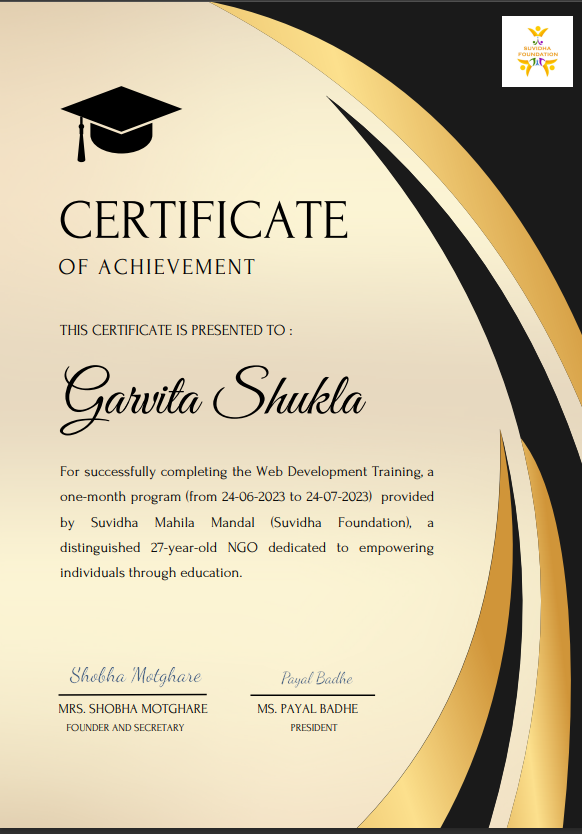 SUVIDHA
FOUNDATION
CERTIFICATE
OF ACHIEVEMENT
THIS CERTIFICATE IS PRESENTED TO :
Garvita Shukla
For successfully completing the Web Development Training, a
one-month program (from 24-06-2023 to 24-07-2023) provided
by Suvidha Mahila Mandal (Suvidha Foundation), a
distinguished 27-year-old NGO dedicated to empowering
individuals through education.
Shobha Motghare
Payal Badhe
MRS. SHOBHA MOTGHARE
MS. PAYAL BADHE
FOUNDER AND SECRETARY
PRESIDENT